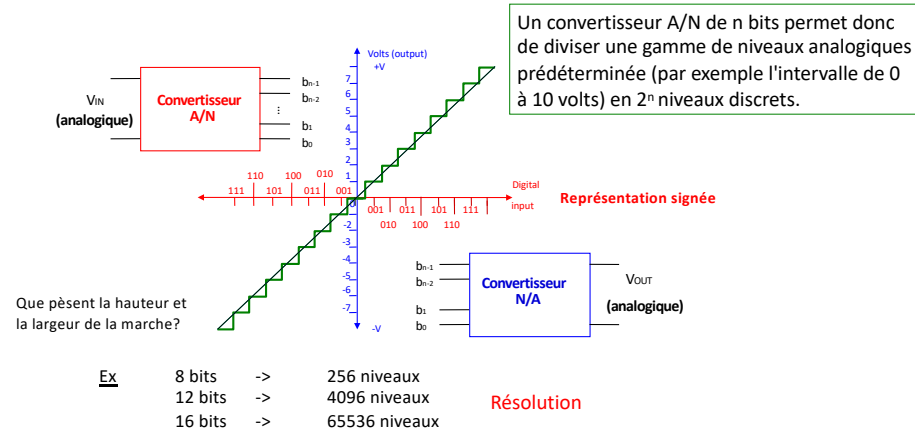 Un convertisseur A/N de n bits permet donc
de diviser une gamme de niveaux analogiques
prédéterminée (par exemple l'intervalle de 0
à 10 volts) en 2ⁿ niveaux discrets.
Volts (output)
+V
VIN
(analogique)
Convertisseur
A/N
bn-1
bn-2
...
b1
b0
7
6
5
4
3
2
1
0
-1
-2
-3
-4
-5
-6
-7
-V
110 100 010
111 101 011 001
001 011 101 111
010 100 110
Digital
input
Représentation signée
bn-1
bn-2
b1
b0
Convertisseur
N/A
VOUT
(analogique)
Que pèsent la hauteur et
la largeur de la marche?
Ex 8 bits -> 256 niveaux
12 bits -> 4096 niveaux
16 bits -> 65536 niveaux
Résolution